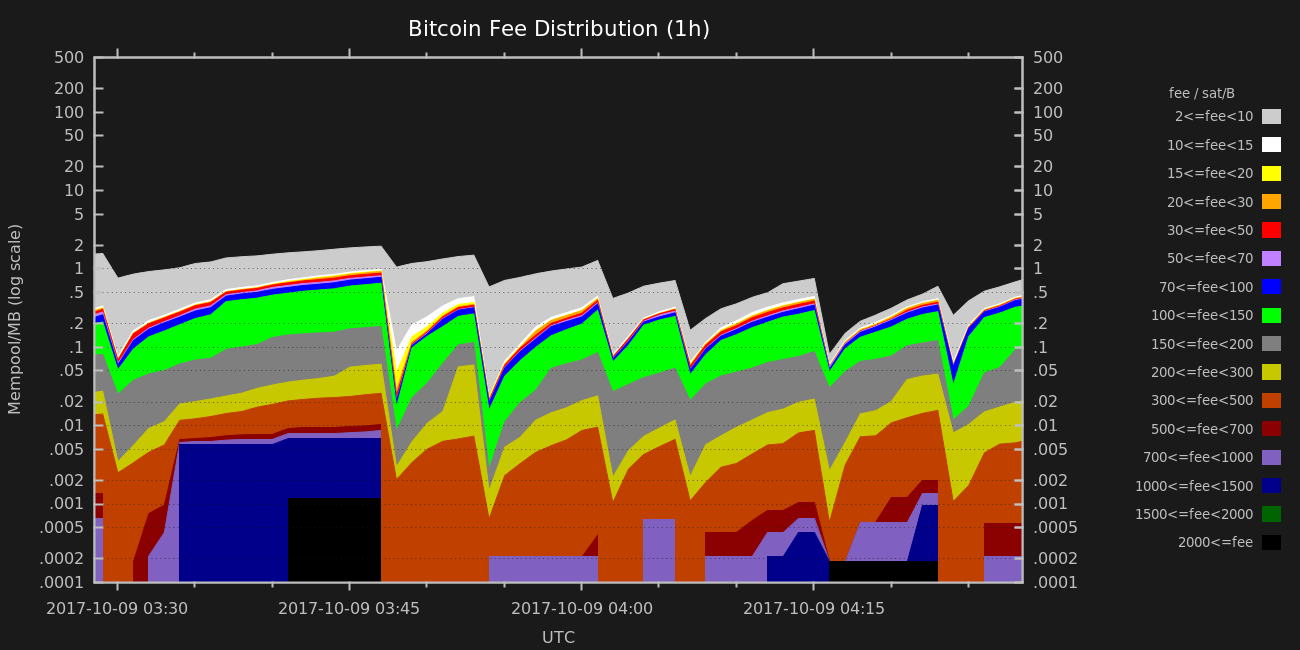 Bitcoin Fee Distribution (1h)
500 500
200 200
100 100
50 50
20 20
10 10
5 5
2 2
1 1
.5 .5
.2 .2
.1 .1
.05 .05
.02 .02
.01 .01
.005 .005
.002 .002
.001 .001
.0005 .0005
.0002 .0002
.0001 .0001
Mempool/MB (log scale)
2017-10-09 03:30 2017-10-09 03:45 2017-10-09 04:00 2017-10-09 04:15
UTC
fee / sat/B
2<=fee<10
10<=fee<15
15<=fee<20
20<=fee<30
30<=fee<50
50<=fee<70
70<=fee<100
100<=fee<150
150<=fee<200
200<=fee<300
300<=fee<500
500<=fee<700
700<=fee<1000
1000<=fee<1500
1500<=fee<2000
2000<=fee